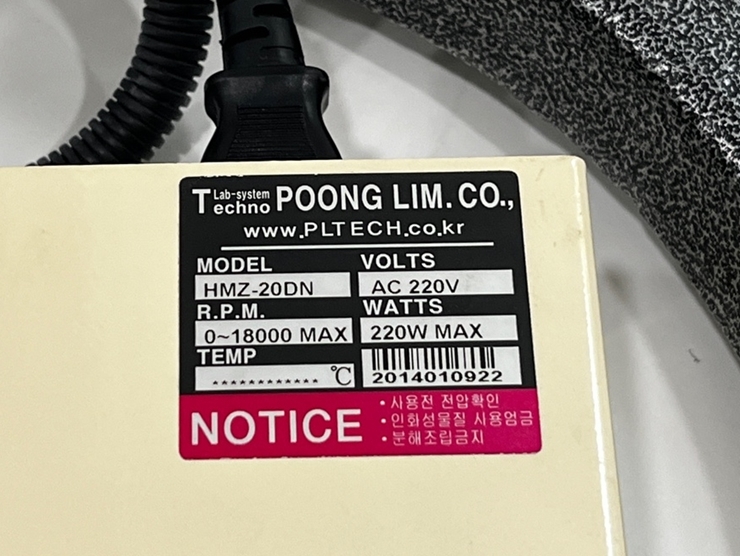 Techno Lab-system POONG LIM. CO.,
www.PLTECH.co.kr
MODEL VOLTS
HMZ-20DN AC 220V
R.P.M. WATTS
0~18000 MAX 220W MAX
TEMP
............ ℃ 2014010922
NOTICE
· 사용전 전압확인
· 인화성물질 사용엄금
· 분해조립금지